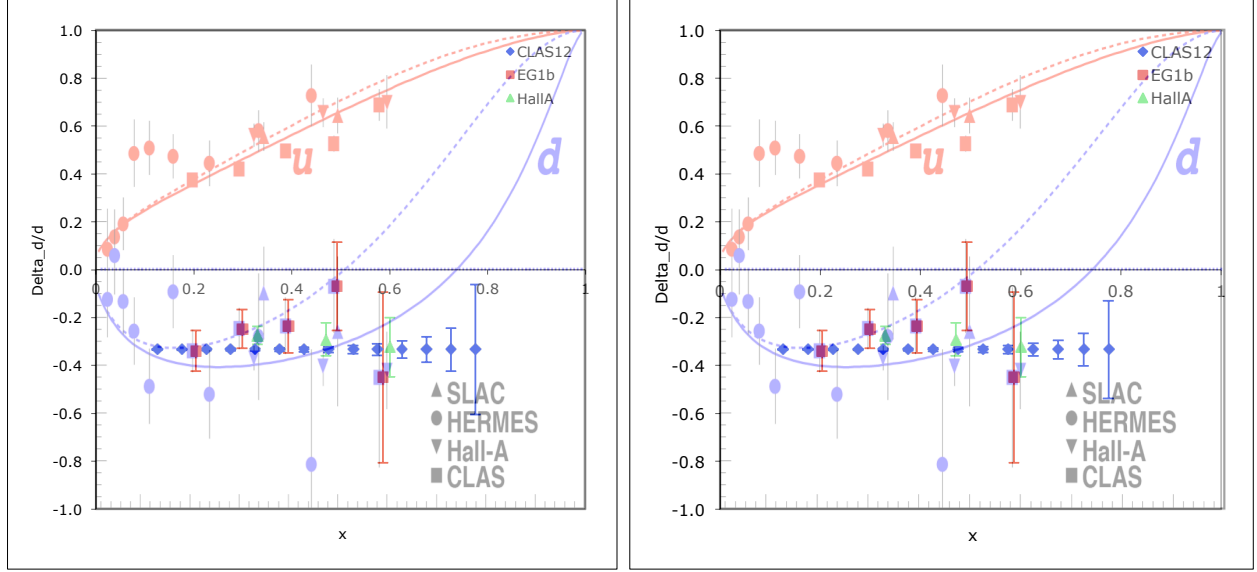 1.0
CLAS12
0.8
EG1b
HallA
0.6
u
d
0.4
0.2
Delta_d/d
0.0
0 0.2 0.4 0.6 0.8 1
-0.2
-0.4
SLAC
HERMES
-0.6
Hall-A
-0.8
CLAS
-1.0
x
1.0
CLAS12
0.8
EG1b
HallA
0.6
u
d
0.4
0.2
Delta_d/d
0.0
0 0.2 0.4 0.6 0.8 1
-0.2
-0.4
SLAC
HERMES
-0.6
Hall-A
-0.8
CLAS
-1.0
x